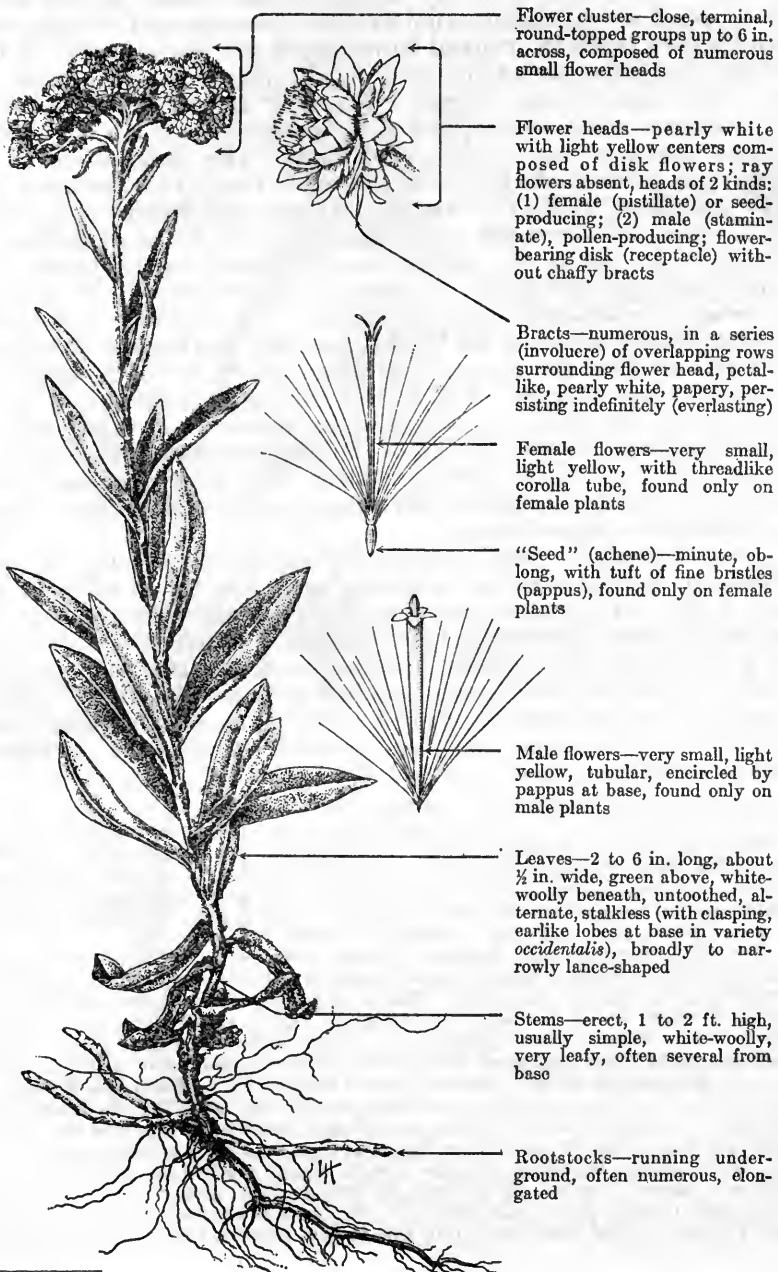 Flower cluster—close, terminal,
round-topped groups up to 6 in.
across, composed of numerous
small flower heads
Flower heads—pearly white
with light yellow centers com-
posed of disk flowers; ray
flowers absent, heads of 2 kinds:
(1) female (pistillate) or seed-
producing; (2) male (stamin-
ate), pollen-producing; flower-
bearing disk (receptacle) with-
out chaffy bracts
Bracts—numerous, in a series
(involucre) of overlapping rows
surrounding flower head, petal-
like, pearly white, papery, per-
sisting indefinitely (everlasting)
Female flowers—very small,
light yellow, with threadlike
corolla tube, found only on
female plants
"Seed" (achene)—minute, ob-
long, with tuft of fine bristles
(pappus), found only on female
plants
Male flowers—very small, light
yellow, tubular, encircled by
pappus at base, found only on
male plants
Leaves—2 to 6 in. long, about
½ in. wide, green above, white-
woolly beneath, untoothed, al-
ternate, stalkless (with clasping,
earlike lobes at base in variety
occidentalis), broadly to nar-
rowly lance-shaped
Stems—erect, 1 to 2 ft. high,
usually simple, white-woolly,
very leafy, often several from
base
Rootstocks—running under-
ground, often numerous, elon-
gated